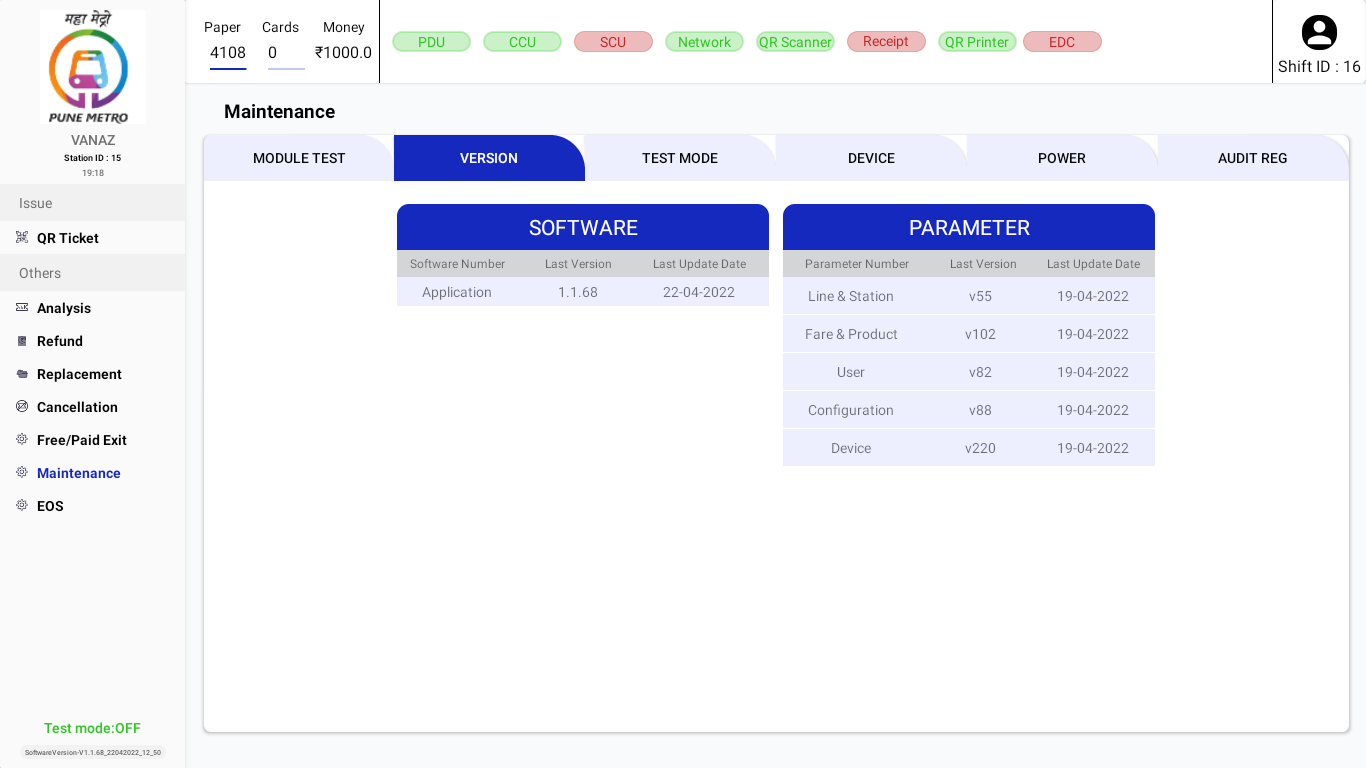 महा मेट्रो
PUNE METRO
VANAZ
Station ID : 15
19:18
Issue
QR Ticket
Others
Analysis
Refund
Replacement
Cancellation
Free/Paid Exit
Maintenance
EOS
Test mode:OFF
SoftwareVersion-V1.1.68_22042022_12_50
Paper Cards Money
4108 0 ₹1000.0
PDU CCU SCU Network QR Scanner Receipt QR Printer EDC
Shift ID : 16
Maintenance
MODULE TEST VERSION TEST MODE DEVICE POWER AUDIT REG
SOFTWARE
Software Number Last Version Last Update Date
Application 1.1.68 22-04-2022
PARAMETER
Parameter Number Last Version Last Update Date
Line & Station v55 19-04-2022
Fare & Product v102 19-04-2022
User v82 19-04-2022
Configuration v88 19-04-2022
Device v220 19-04-2022